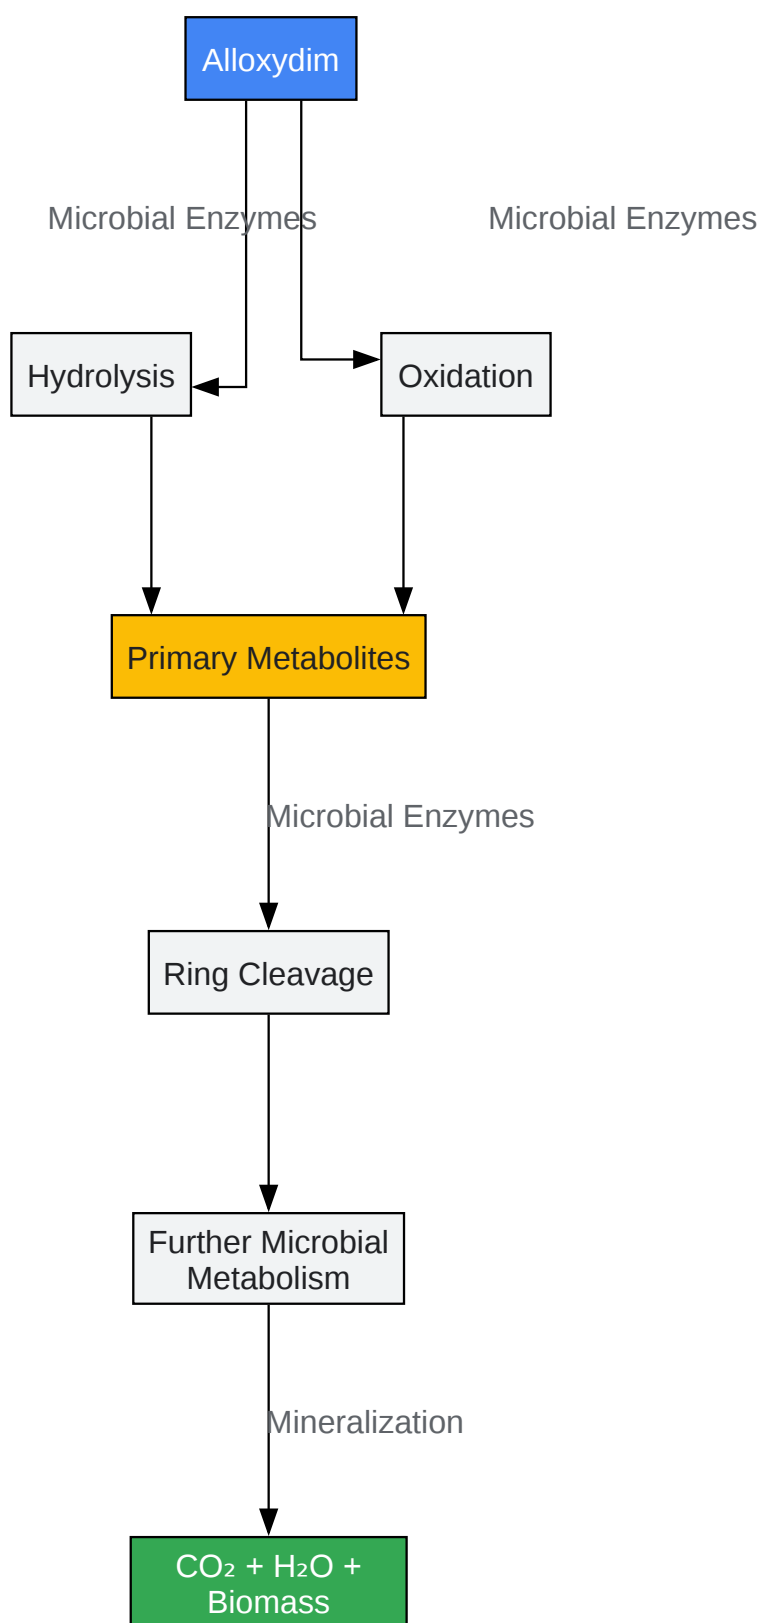 Alloxydim
Microbial Enzymes
Microbial Enzymes
Hydrolysis
Oxidation
Primary Metabolites
Microbial Enzymes
Ring Cleavage
Further Microbial
Metabolism
Mineralization
CO₂ + H₂O +
Biomass